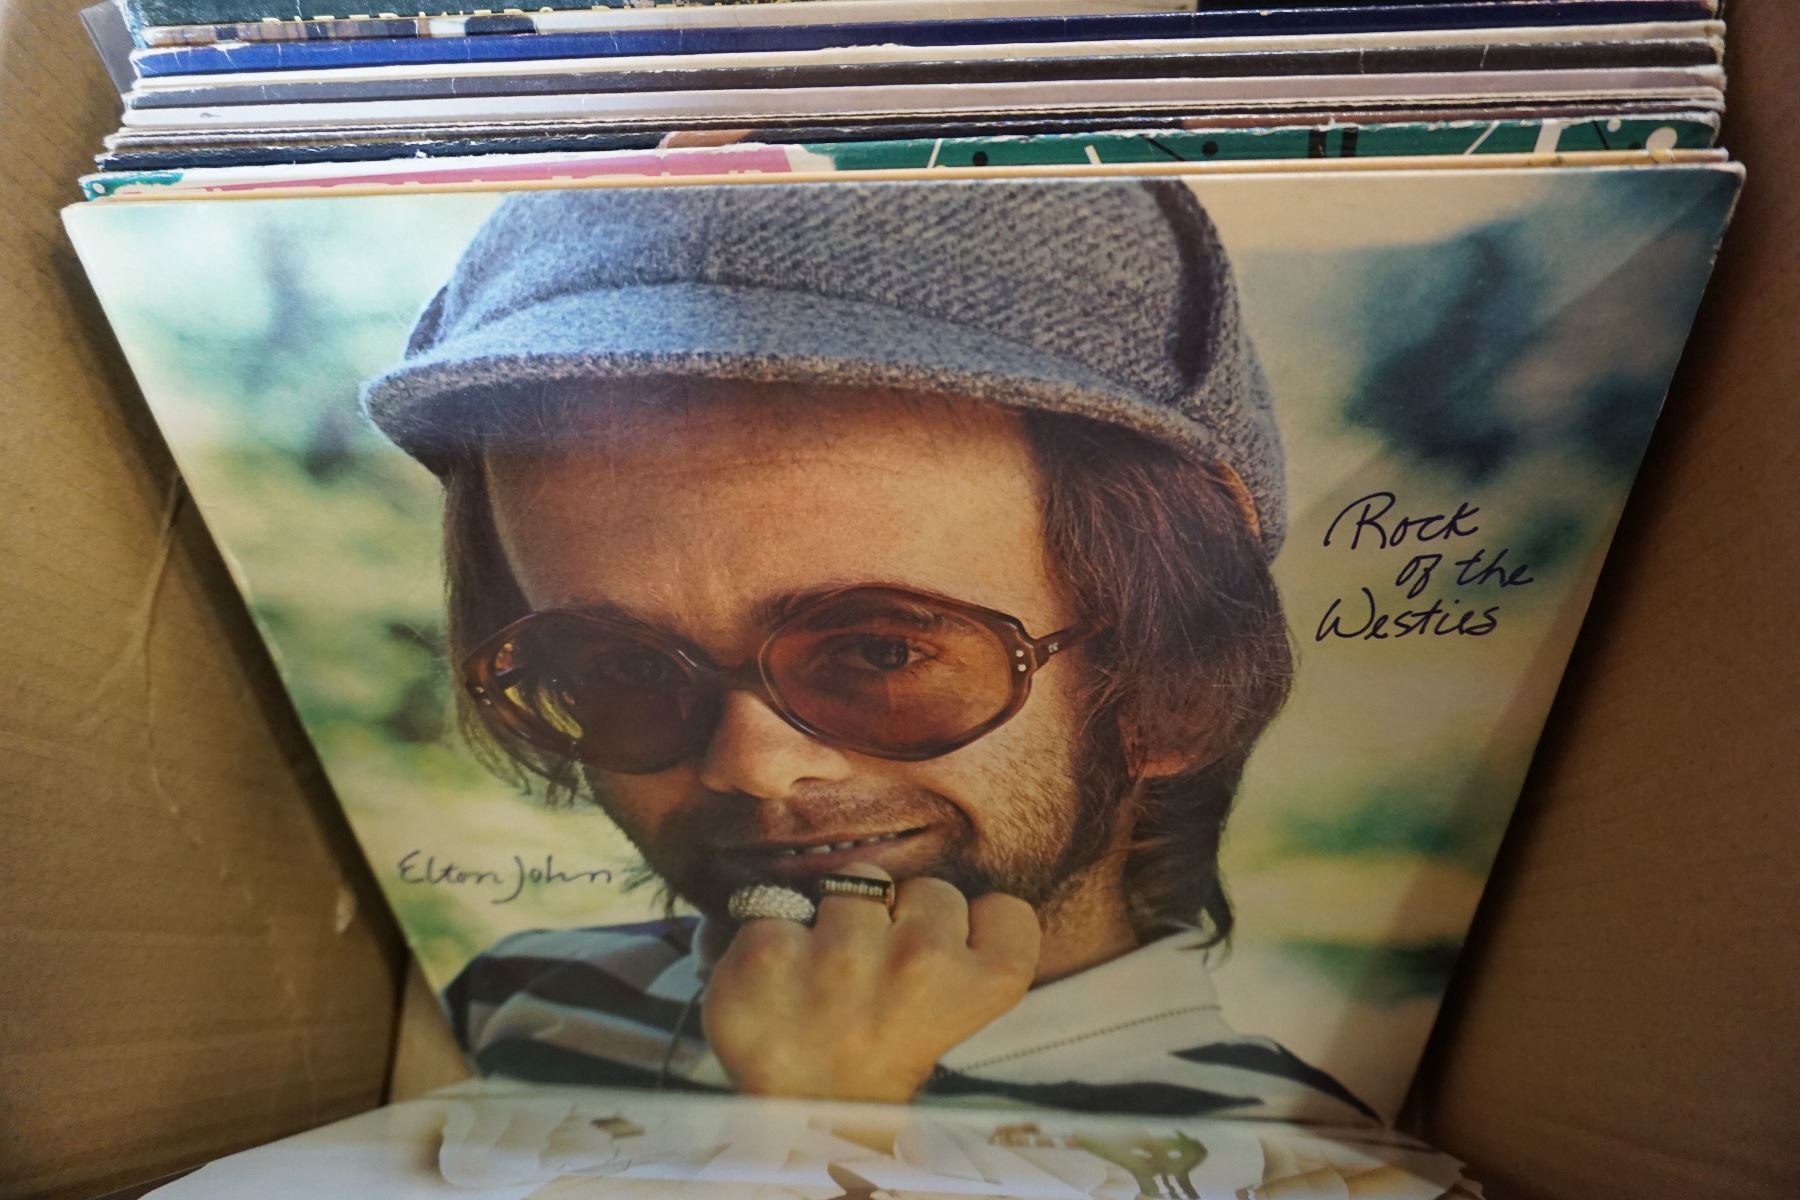 Rock
of the
Westies
Elton John